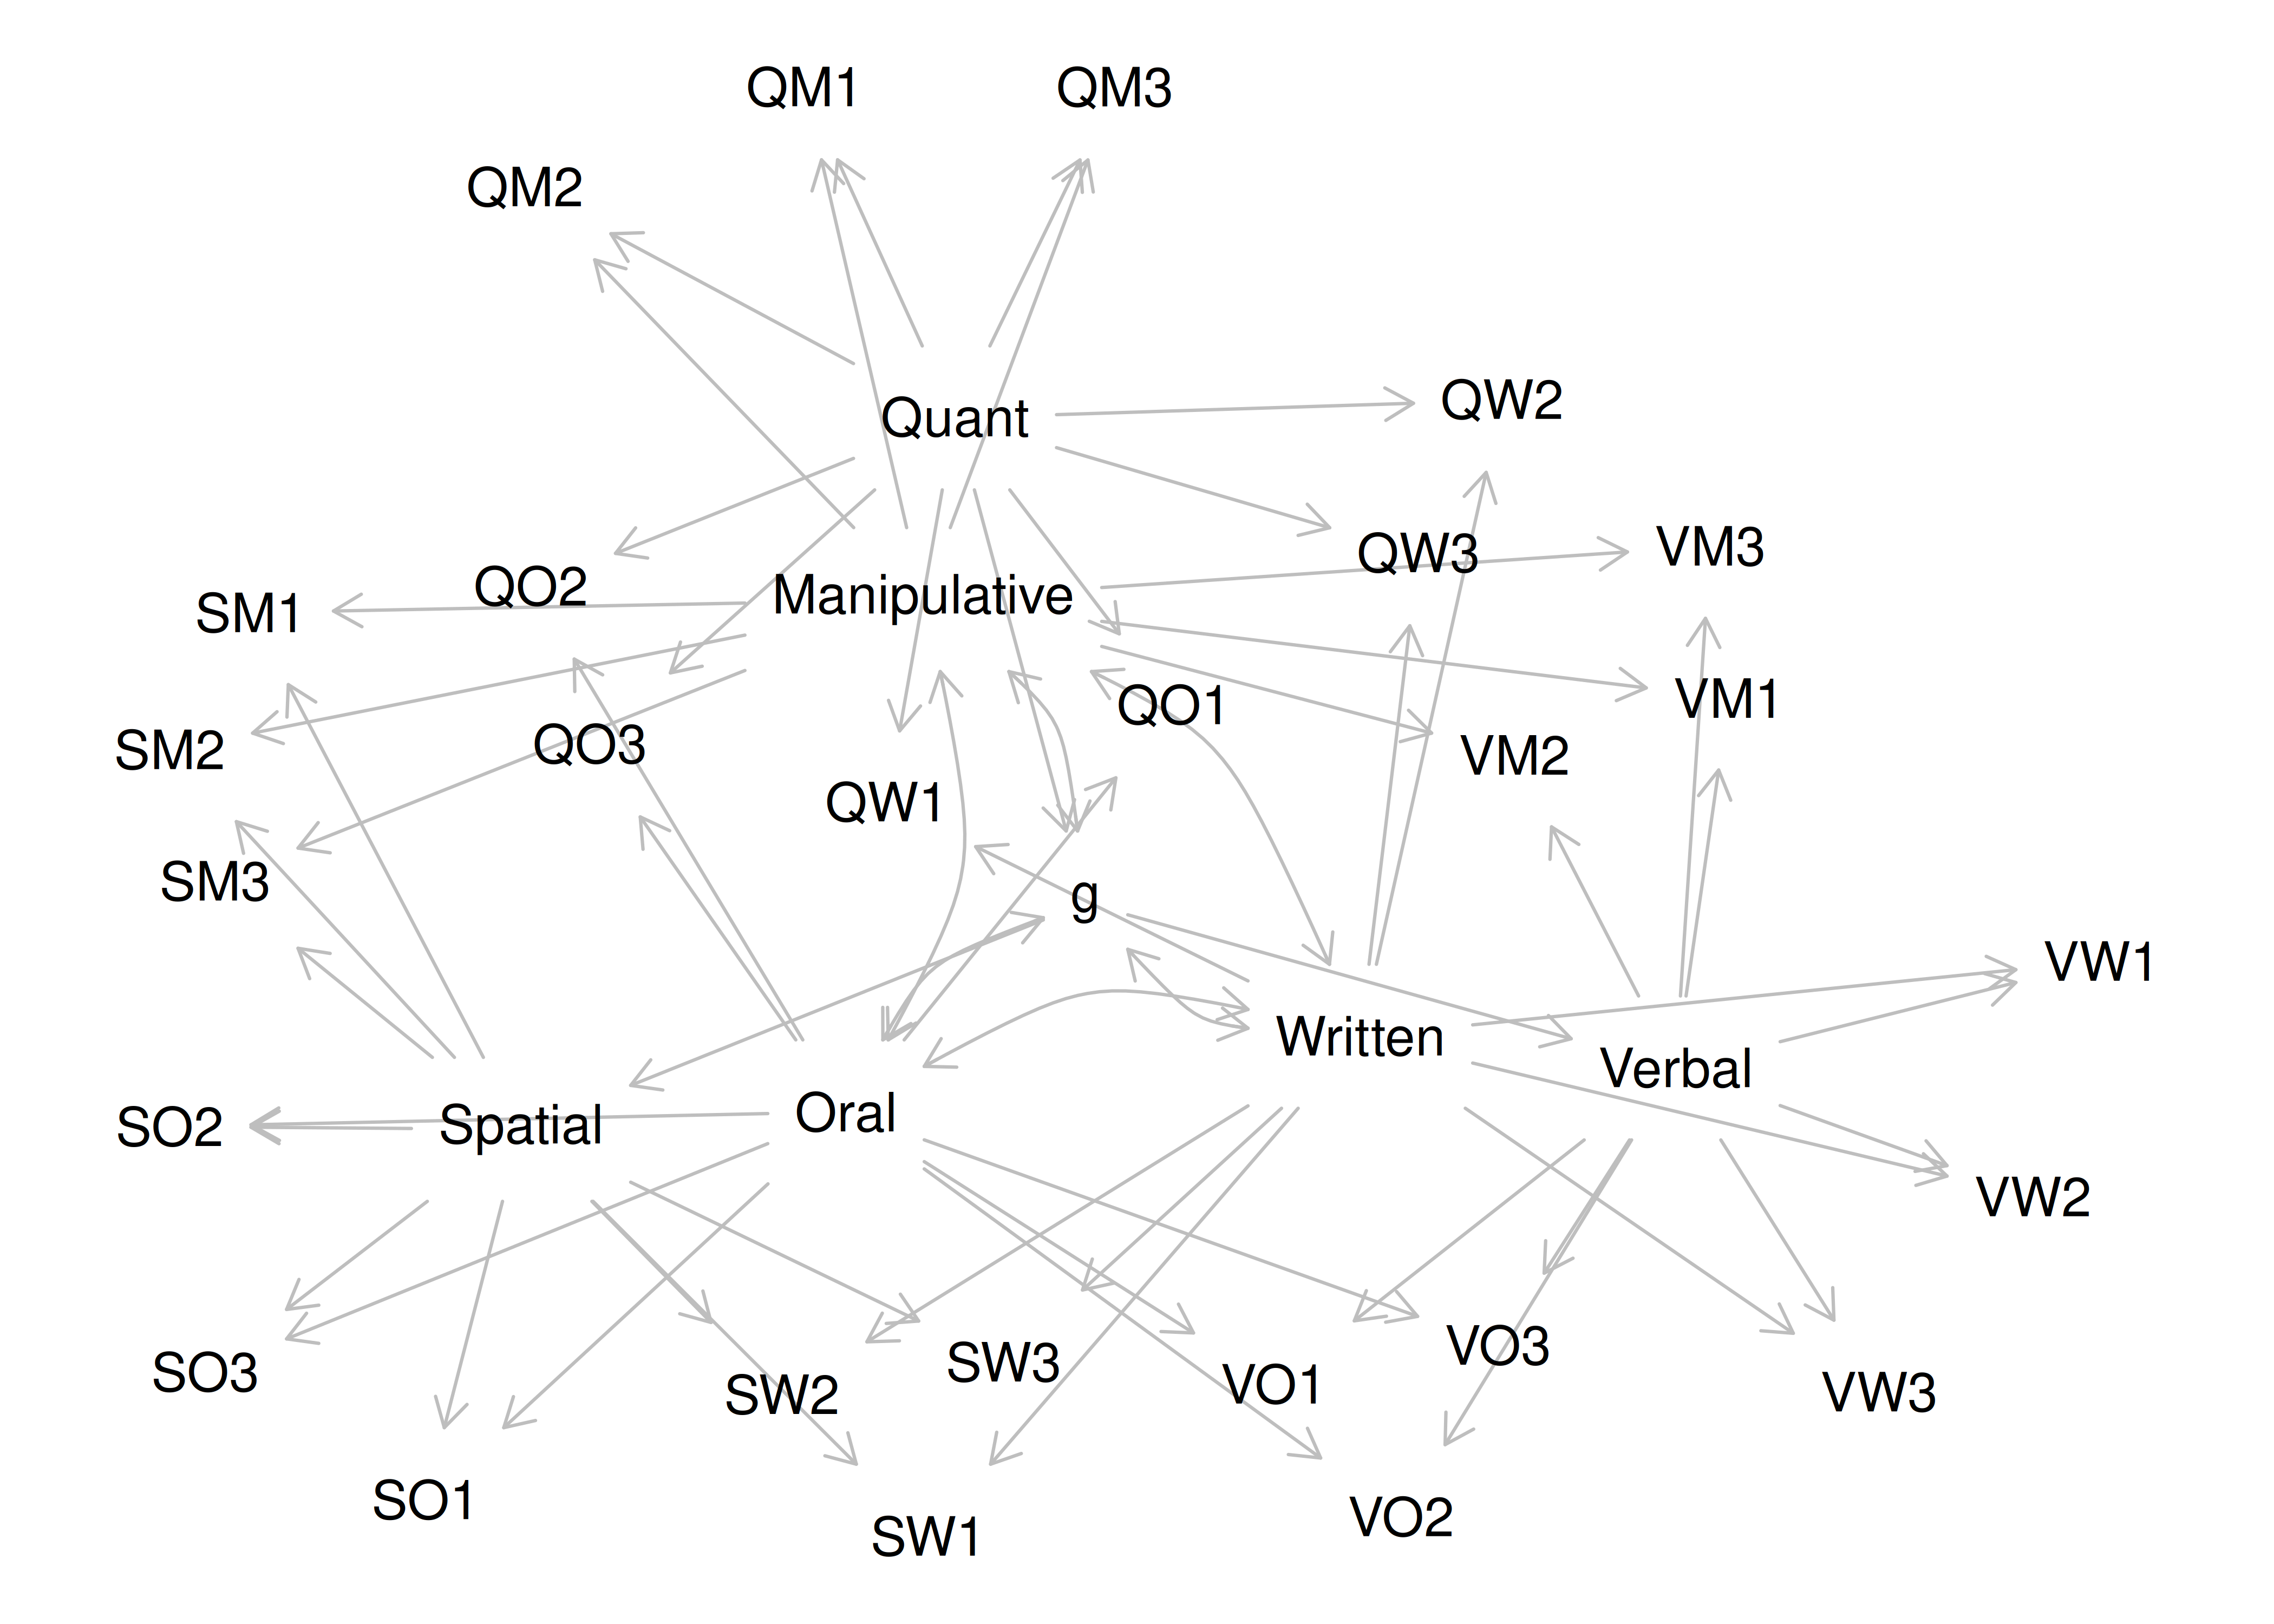 QM1
QM3
QM2
QW2
Quant
QW3
VM3
QO2
Manipulative
SM1
VM1
QO1
SM2
QO3
VM2
QW1
SM3
g
VW1
Written
Verbal
Oral
SO2
Spatial
VW2
VO3
SW3
SO3
VO1
SW2
VW3
SO1
VO2
SW1